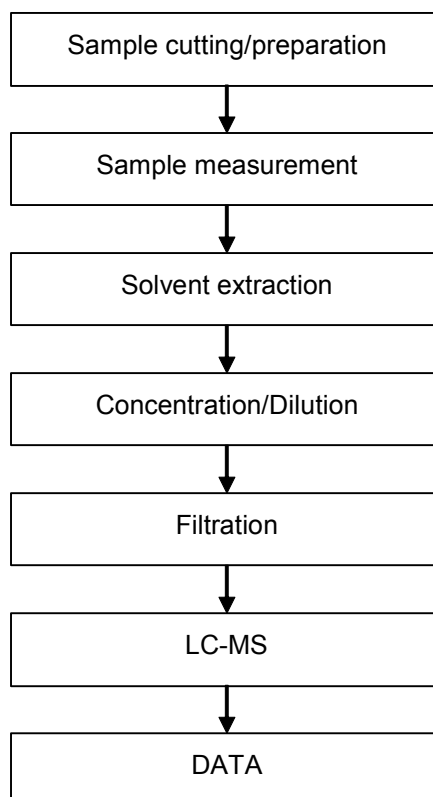 Sample cutting/preparation
Sample measurement
Solvent extraction
Concentration/Dilution
Filtration
LC-MS
DATA